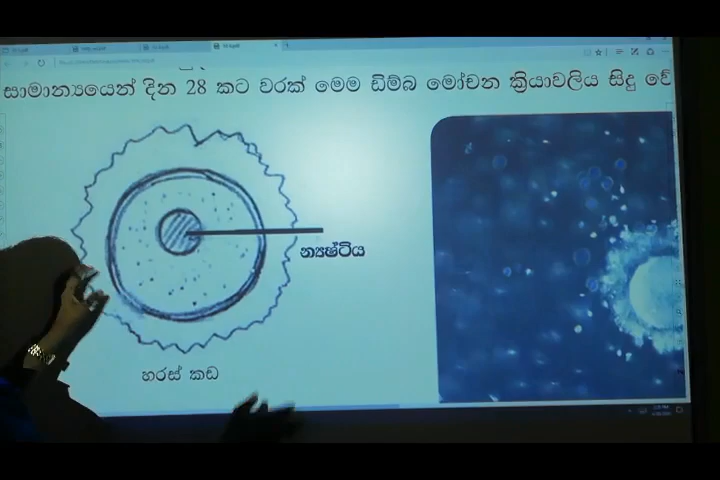 සාමාන්‍යයෙන් දින 28 කට වරක් මෙම ඩිම්බ මෝචන ක්‍රියාවලිය සිදු වේ
න්‍යෂ්ටිය
හරස් කඩ